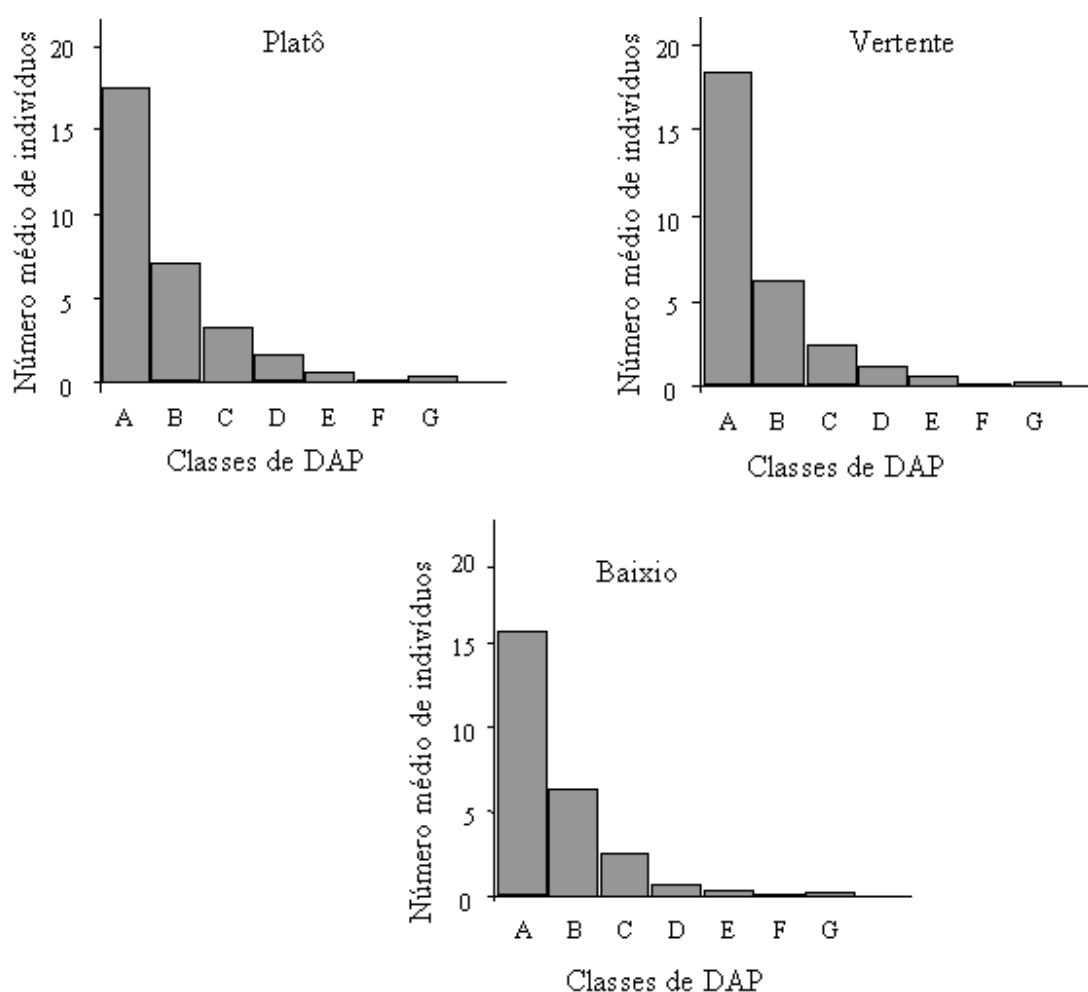 Platô
Número médio de indivíduos
20
15
10
5
0
A B C D E F G
Classes de DAP
Vertente
Número médio de indivíduos
20
15
10
5
0
A B C D E F G
Classes de DAP
Baixio
Número médio de indivíduos
20
15
10
5
0
A B C D E F G
Classes de DAP